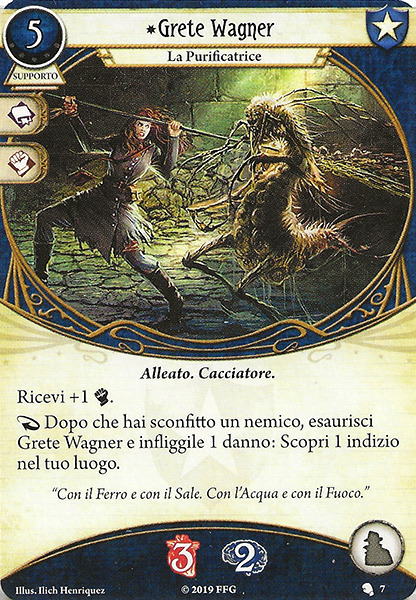 5
*Grete Wagner
La Purificatrice
SUPPORTO
Alleato. Cacciatore.
Ricevi +1 .
Dopo che hai sconfitto un nemico, esaurisci
Grete Wagner e infliggile 1 danno: Scopri 1 indizio
nel tuo luogo.
“Con il Ferro e con il Sale. Con l’Acqua e con il Fuoco.”
3
2
Illus. Ilich Henriquez
© 2019 FFG
7